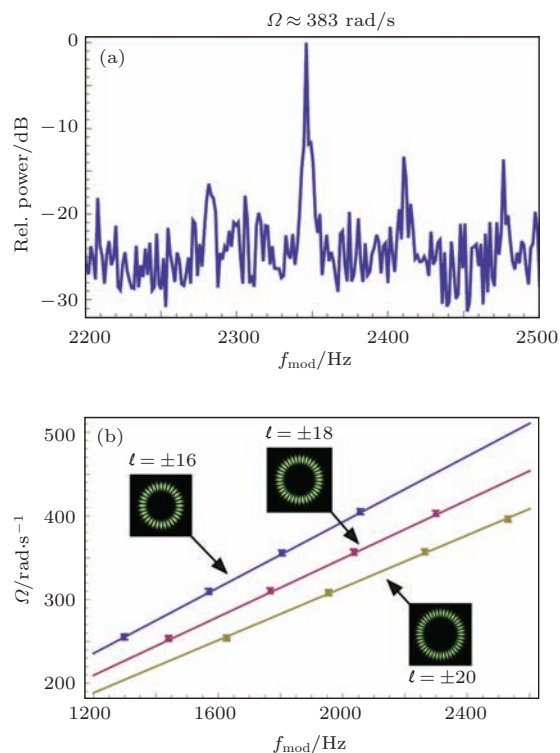 Ω ≈ 383 rad/s
(a)
Rel. power/dB
0
−10
−20
−30
2200 2300 2400 2500
f_mod/Hz
(b)
Ω/rad·s⁻¹
500
400
300
200
ℓ = ±16
ℓ = ±18
ℓ = ±20
1200 1600 2000 2400
f_mod/Hz